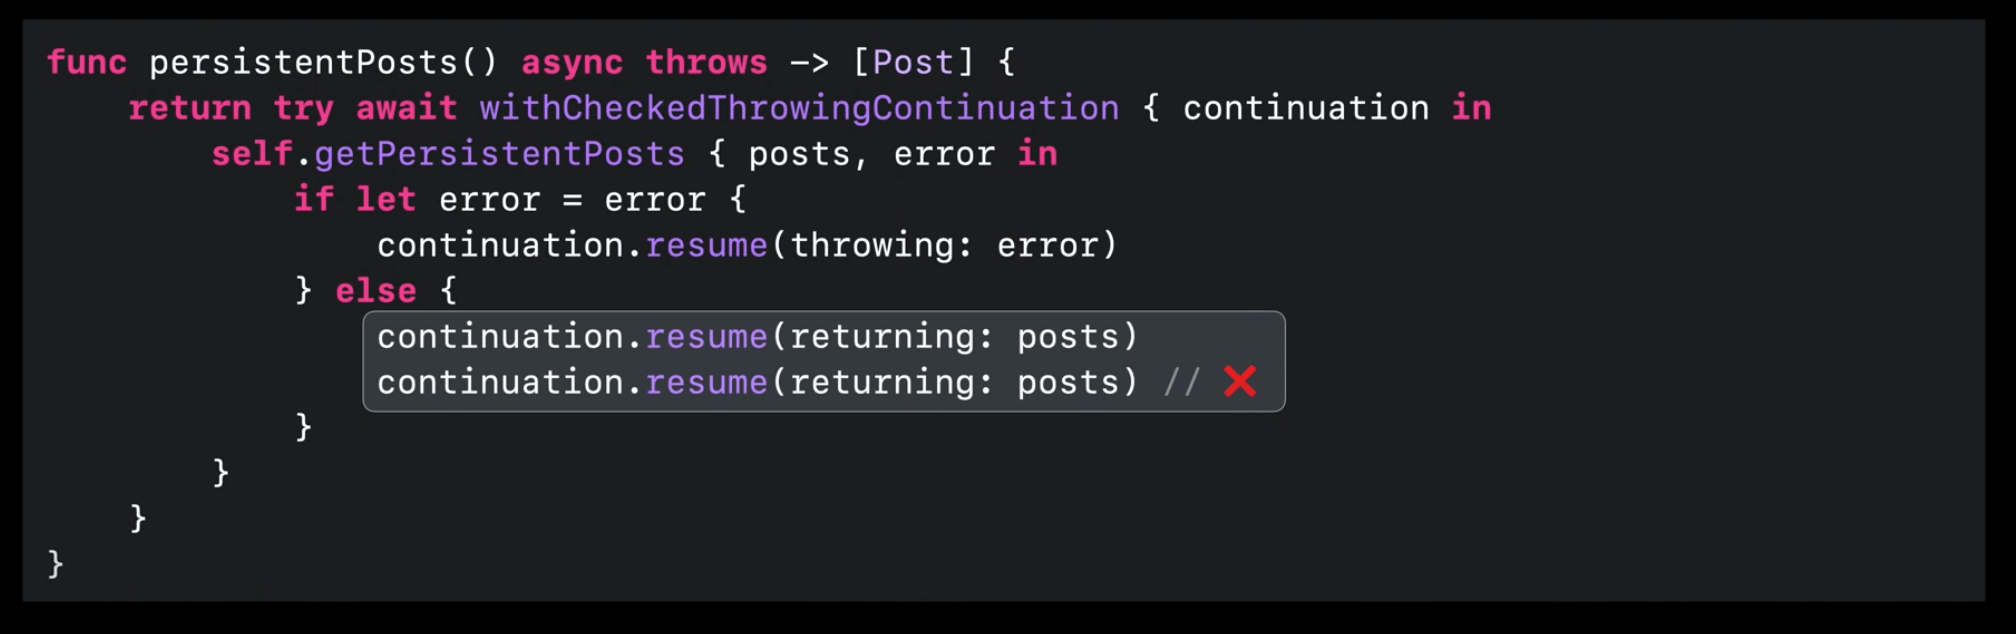 func persistentPosts() async throws -> [Post] {
    return try await withCheckedThrowingContinuation { continuation in
        self.getPersistentPosts { posts, error in
            if let error = error {
                continuation.resume(throwing: error)
            } else {
                continuation.resume(returning: posts)
                continuation.resume(returning: posts) // ❌
            }
        }
    }
}